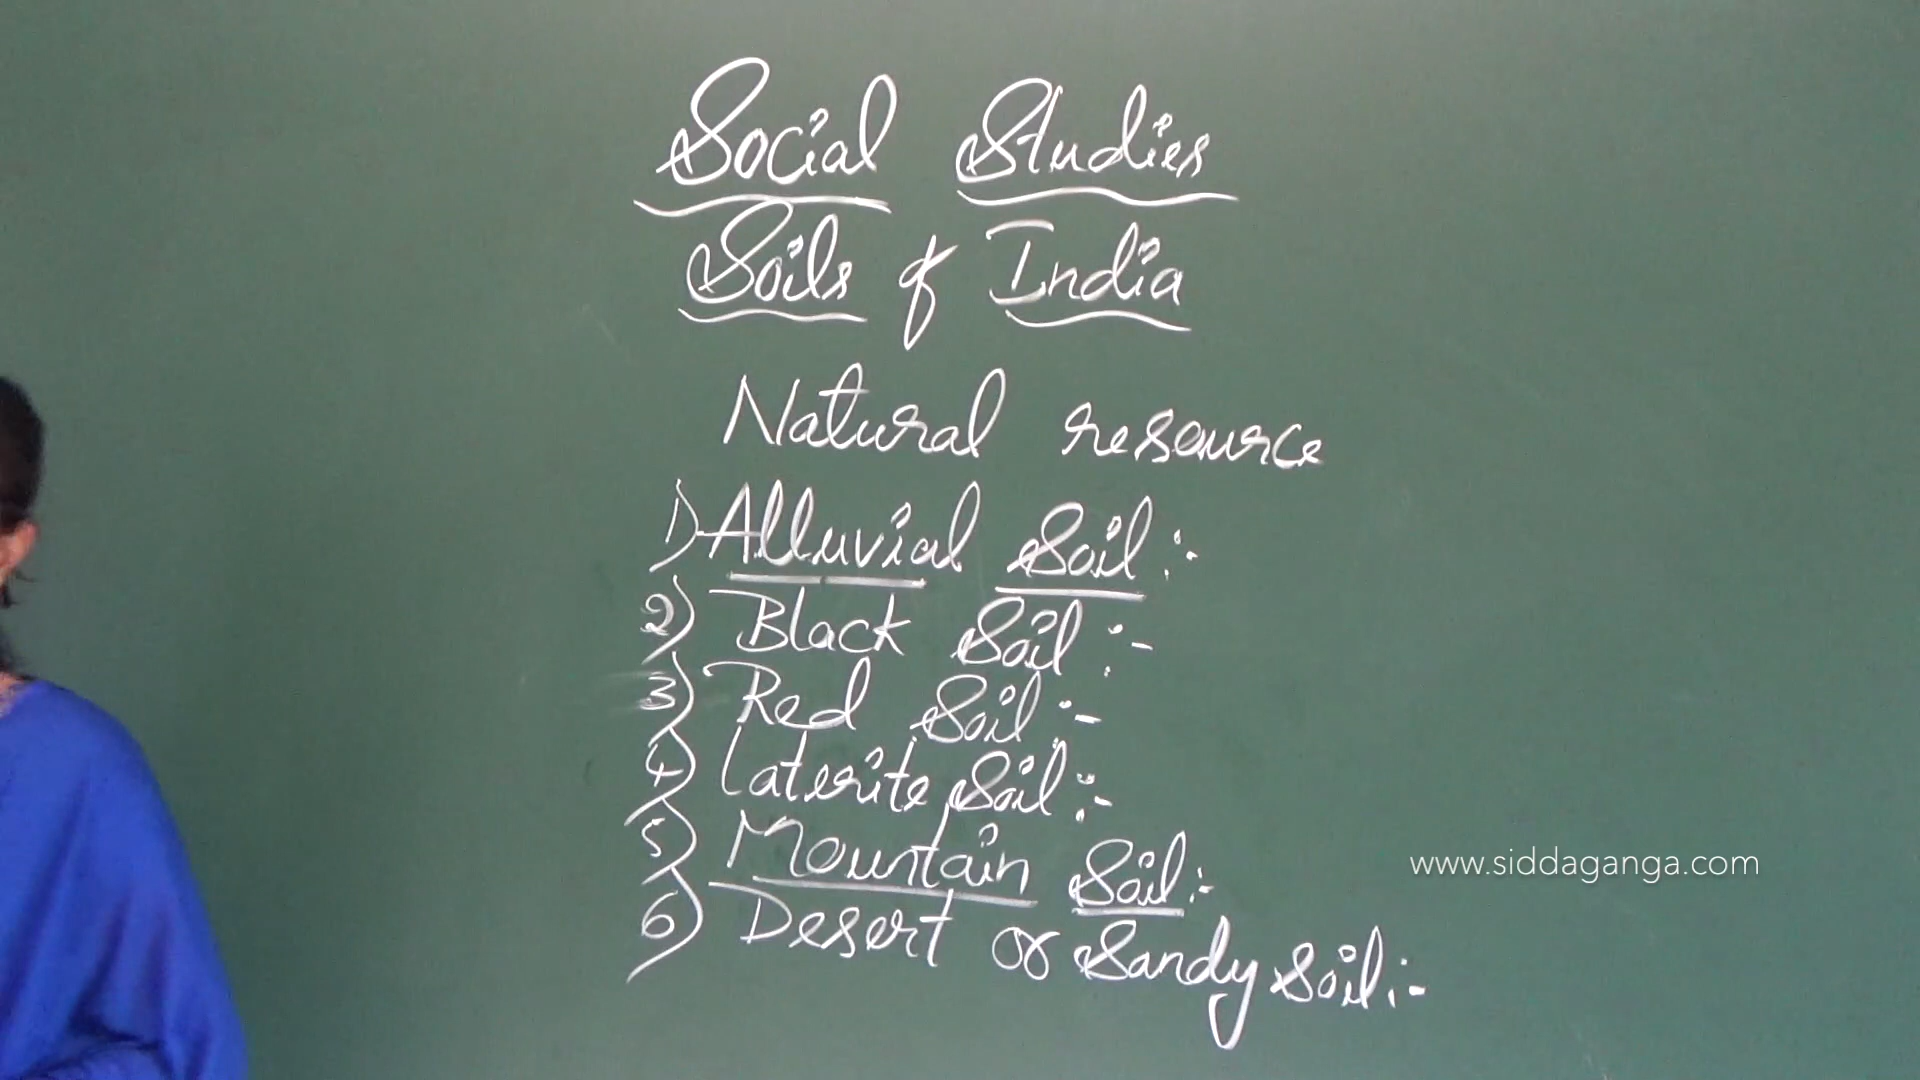 Social Studies
Soils of India
Natural resource
1) Alluvial Soil :-
2) Black Soil :-
3) Red Soil :-
4) Laterite Soil :-
5) Mountain Soil :-
6) Desert or Sandy Soil :-
www.siddaganga.com